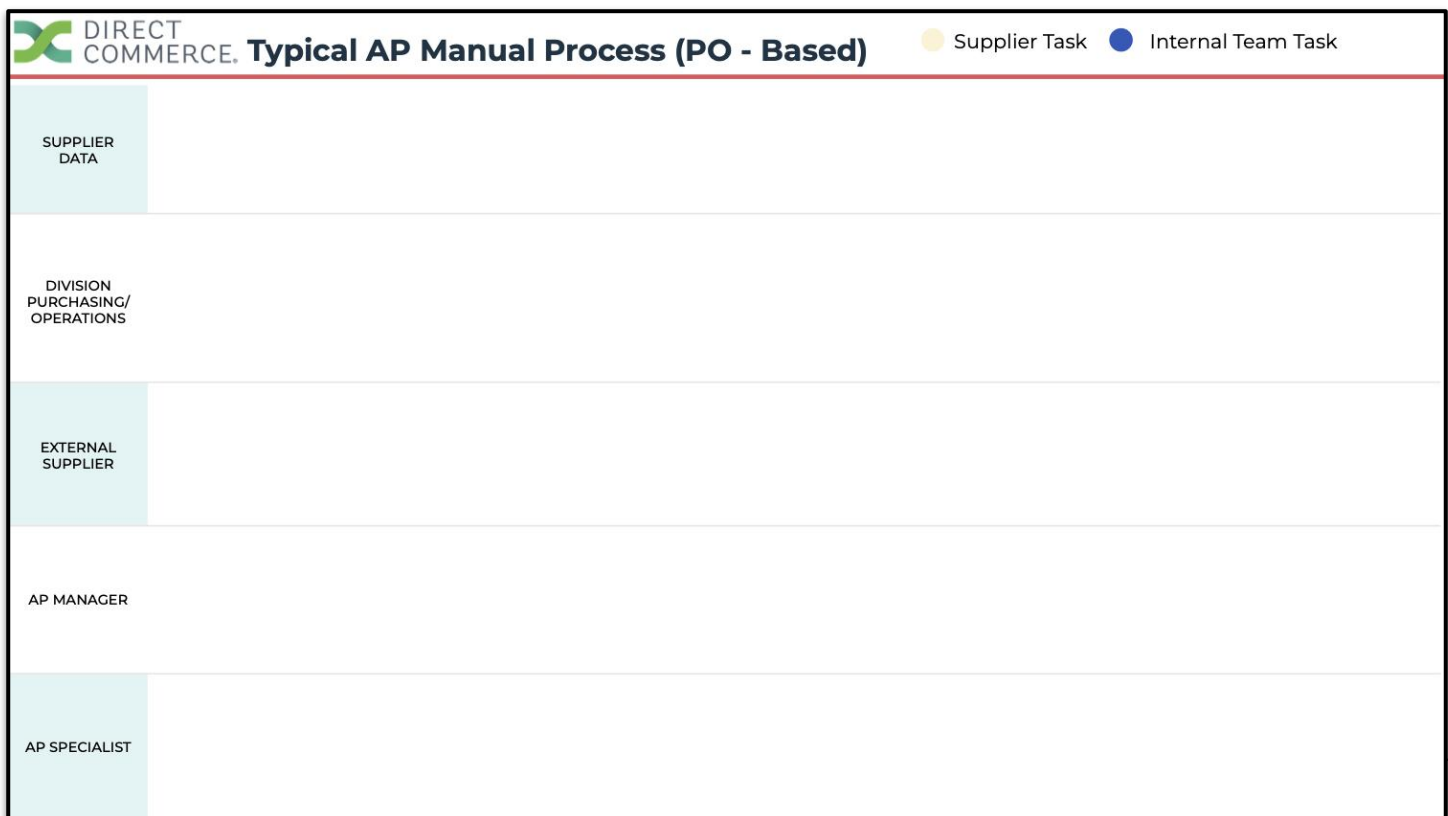 DIRECT
COMMERCE.
Typical AP Manual Process (PO - Based)
Supplier Task
Internal Team Task
SUPPLIER
DATA
DIVISION
PURCHASING/
OPERATIONS
EXTERNAL
SUPPLIER
AP MANAGER
AP SPECIALIST